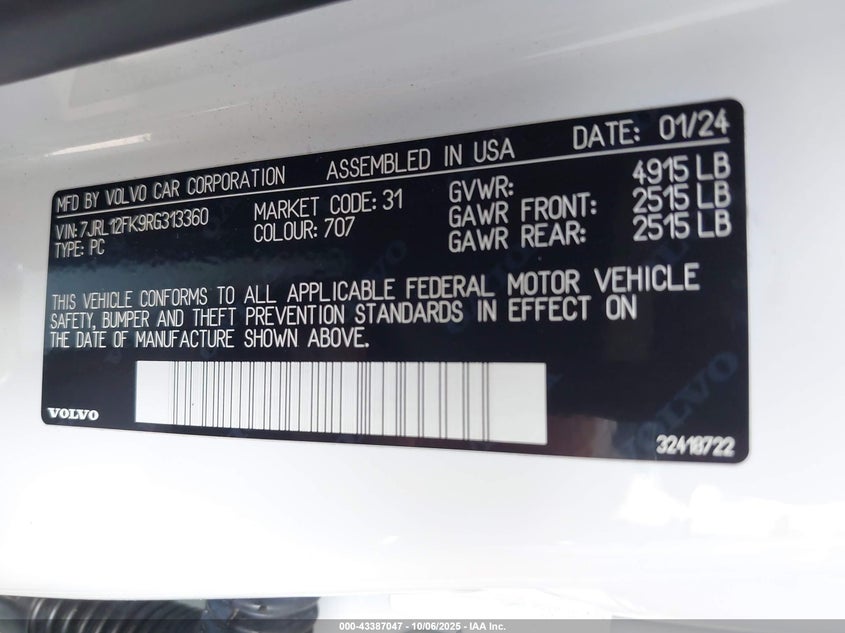 MFD BY VOLVO CAR CORPORATION ASSEMBLED IN USA DATE: 01/24
VIN: 7JRL12FK9RG313360 MARKET CODE: 31 GVWR: 4915 LB
TYPE: PC COLOUR: 707 GAWR FRONT: 2515 LB
GAWR REAR: 2515 LB
THIS VEHICLE CONFORMS TO ALL APPLICABLE FEDERAL MOTOR VEHICLE
SAFETY, BUMPER AND THEFT PREVENTION STANDARDS IN EFFECT ON
THE DATE OF MANUFACTURE SHOWN ABOVE.
VOLVO
32418722
000-43387047 - 10/06/2025 - IAA Inc.